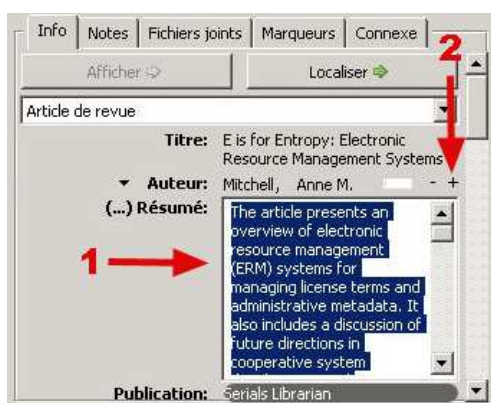 Info Notes Fichiers joints Marqueurs Connexe
2
Afficher Localiser
Article de revue
Titre: E is for Entropy: Electronic
Resource Management Systems
Auteur: Mitchell, Anne M. - +
(...) Résumé: The article presents an
overview of electronic
resource management
1
(ERM) systems for
managing license terms and
administrative metadata. It
also includes a discussion of
future directions in
cooperative system
Publication: Serials Librarian